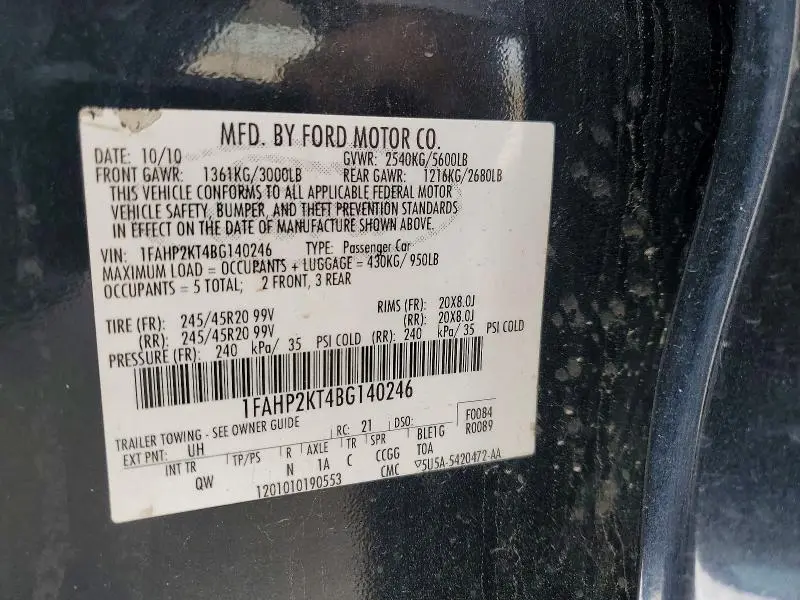 MFD. BY FORD MOTOR CO.
DATE: 10/10 GVWR: 2540KG/5600LB
FRONT GAWR: 1361KG/3000LB REAR GAWR: 1216KG/2680LB
THIS VEHICLE CONFORMS TO ALL APPLICABLE FEDERAL MOTOR
VEHICLE SAFETY, BUMPER, AND THEFT PREVENTION STANDARDS
IN EFFECT ON THE DATE OF MANUFACTURE SHOWN ABOVE.
VIN: 1FAHP2KT4BG140246 TYPE: Passenger Car
MAXIMUM LOAD = OCCUPANTS + LUGGAGE = 430KG/ 950LB
OCCUPANTS = 5 TOTAL; 2 FRONT, 3 REAR
TIRE (FR): 245/45R20 99V RIMS (FR): 20X8.0J
(RR): 245/45R20 99V (RR): 20X8.0J
PRESSURE (FR): 240 kPa/ 35 PSI COLD (RR): 240 kPa/ 35 PSI COLD
1FAHP2KT4BG140246
TRAILER TOWING - SEE OWNER GUIDE F0084
EXT PNT: UH RC: 21 DSO: BLE1G R0089
INT TR TP/PS R AXLE TR SPR TOA
QW N 1A C CCGG ▽5U5A-5420472-AA
1201010190553 CMC